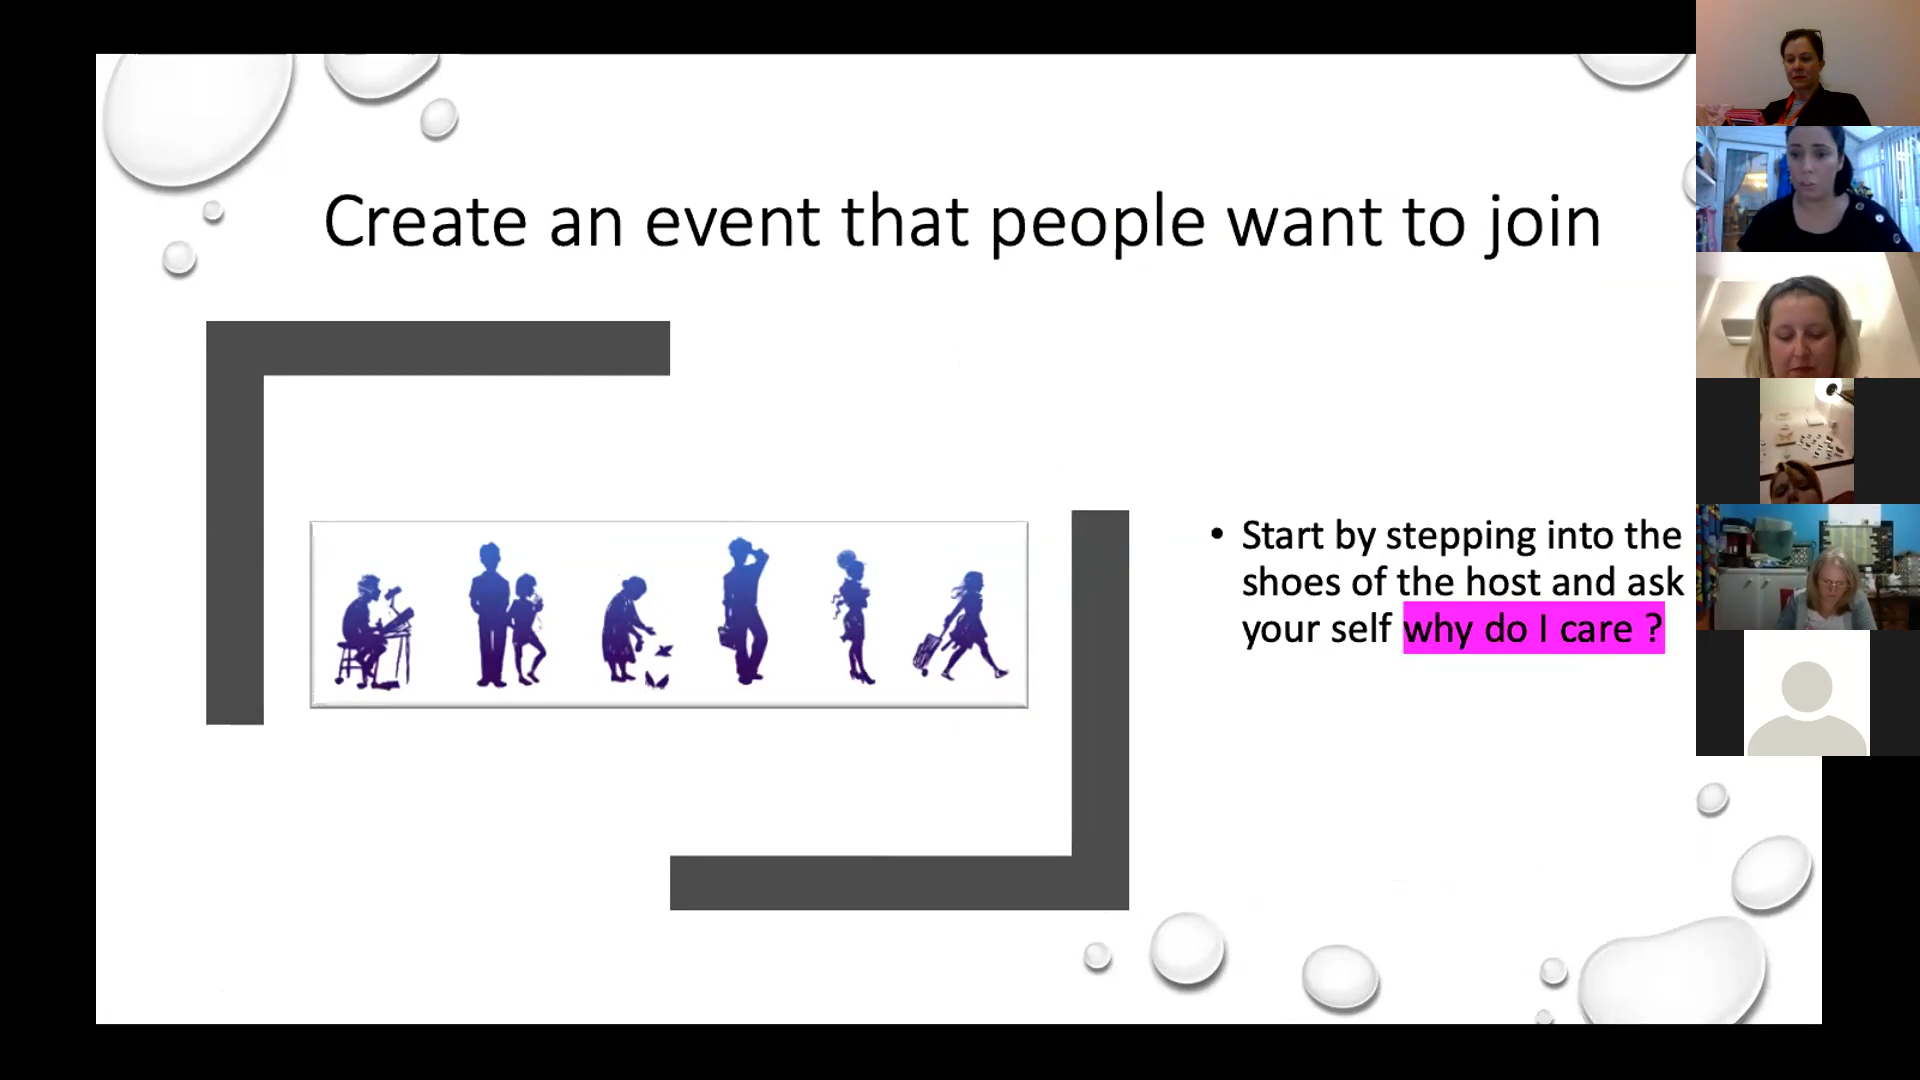 Create an event that people want to join
• Start by stepping into the
shoes of the host and ask
your self why do I care ?